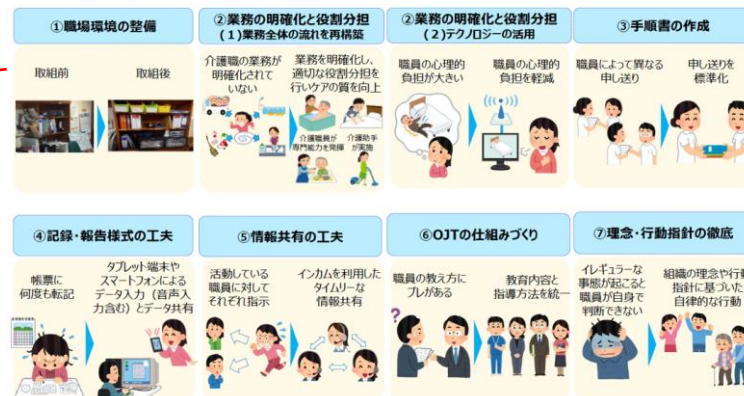 ①職場環境の整備
取組前
取組後
②業務の明確化と役割分担
(1)業務全体の流れを再構築
介護職の業務が
明確化されて
いない
業務を明確化し、
適切な役割分担を
行いケアの質を向上
介護職員が
専門能力を発揮
介護助手
が実施
②業務の明確化と役割分担
(2)テクノロジーの活用
職員の心理的
負担が大きい
職員の心理的
負担を軽減
③手順書の作成
職員によって異なる
申し送り
申し送りを
標準化
④記録・報告様式の工夫
帳票に
何度も転記
タブレット端末や
スマートフォンによる
データ入力(音声入
力含む)とデータ共有
⑤情報共有の工夫
活動している
職員に対して
それぞれ指示
インカムを利用した
タイムリーな
情報共有
⑥OJTの仕組みづくり
職員の教え方に
ブレがある
教育内容と
指導方法を統一
⑦理念・行動指針の徹底
イレギュラーな
事態が起こると
職員が自身で
判断できない
組織の理念や行動
指針に基づいた
自律的な行動